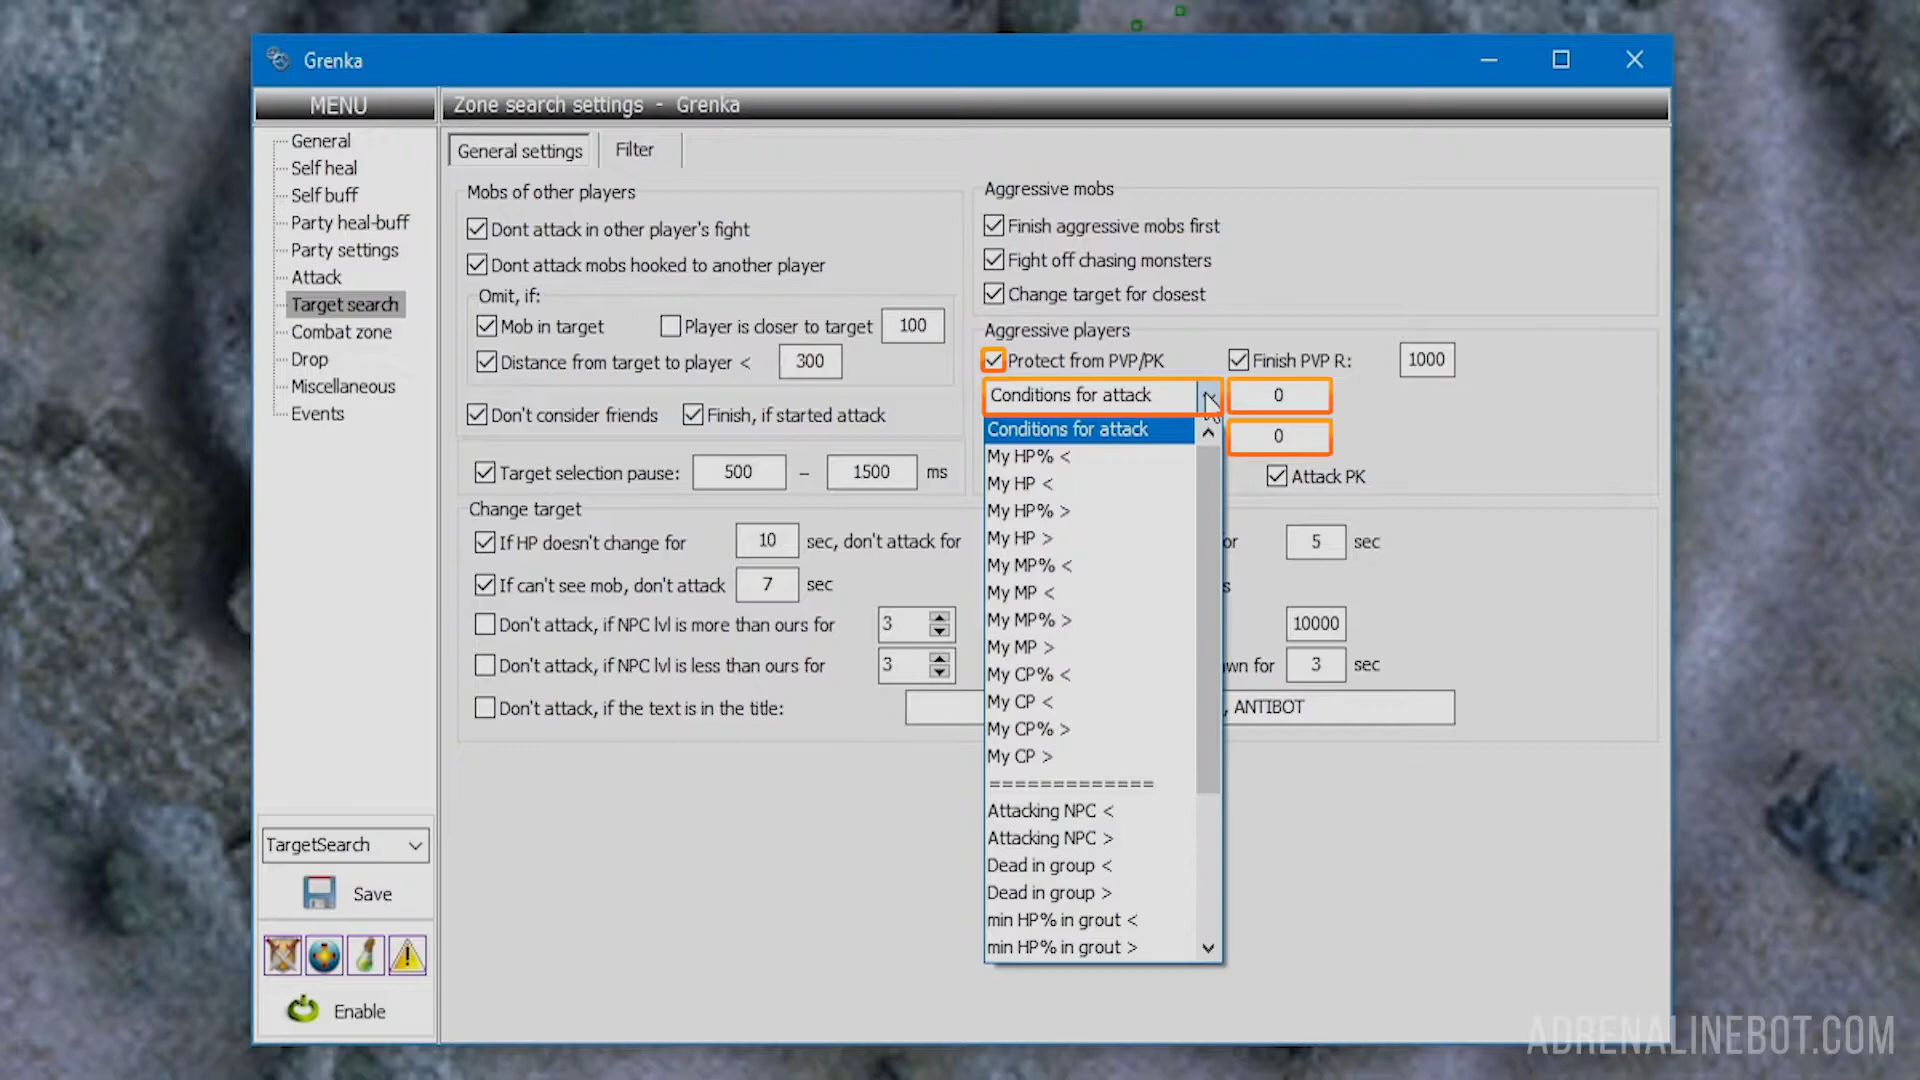 Grenka
MENU
Zone search settings - Grenka
General
Self heal
Self buff
Party heal-buff
Party settings
Attack
Target search
Combat zone
Drop
Miscellaneous
Events
TargetSearch
Save
Enable
General settings
Filter
Mobs of other players
Dont attack in other player's fight
Dont attack mobs hooked to another player
Omit, if:
Mob in target
Player is closer to target 100
Distance from target to player < 300
Don't consider friends
Finish, if started attack
Target selection pause: 500 - 1500 ms
Change target
If HP doesn't change for 10 sec, don't attack for
If can't see mob, don't attack 7 sec
Don't attack, if NPC lvl is more than ours for 3
Don't attack, if NPC lvl is less than ours for 3
Don't attack, if the text is in the title:
Aggressive mobs
Finish aggressive mobs first
Fight off chasing monsters
Change target for closest
Aggressive players
Protect from PVP/PK
Finish PVP R: 1000
Conditions for attack
0
0
Attack PK
Conditions for attack
My HP% <
My HP <
My HP% >
My HP >
My MP% <
My MP <
My MP% >
My MP >
My CP% <
My CP <
My CP% >
My CP >
=============
Attacking NPC <
Attacking NPC >
Dead in group <
Dead in group >
min HP% in grout <
min HP% in grout >
or 5 sec
s
10000
wn for 3 sec
, ANTIBOT
ADRENALINEBOT.COM